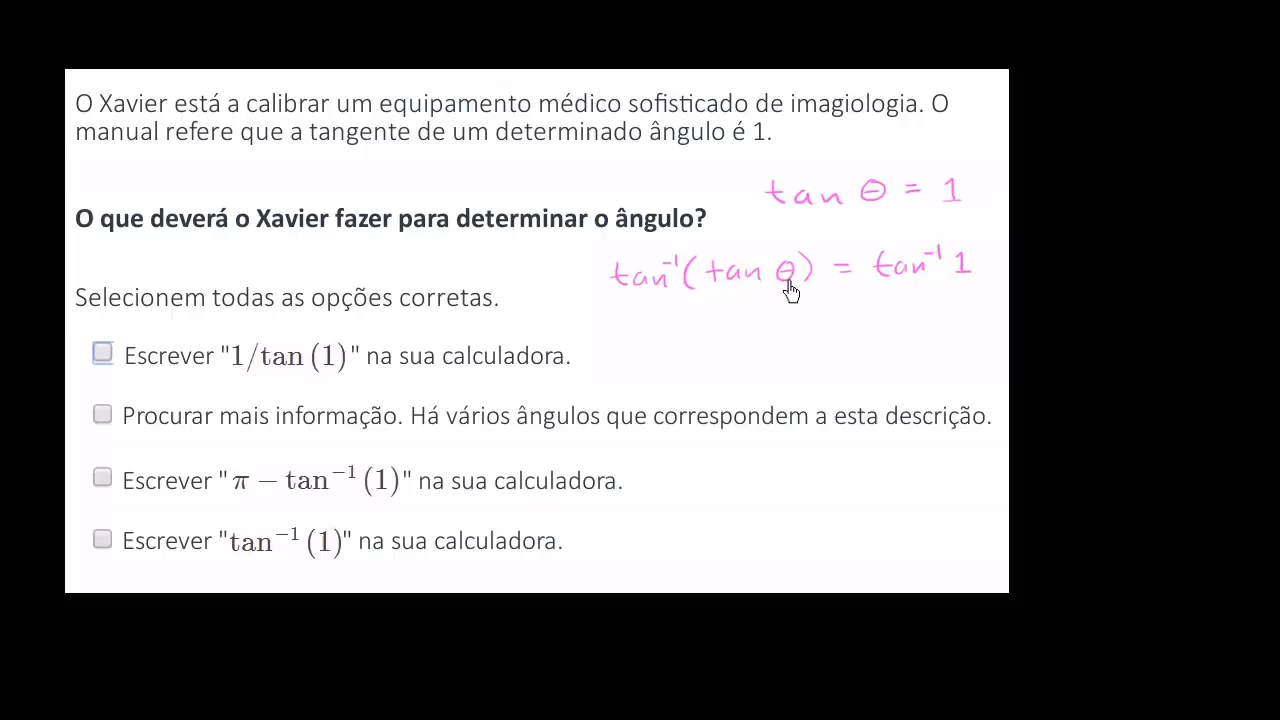 O Xavier está a calibrar um equipamento médico sofisticado de imagiologia. O
manual refere que a tangente de um determinado ângulo é 1.
tan θ = 1
O que deverá o Xavier fazer para determinar o ângulo?
tan⁻¹(tan θ) = tan⁻¹ 1
Selecionem todas as opções corretas.
Escrever "1/tan (1)" na sua calculadora.
Procurar mais informação. Há vários ângulos que correspondem a esta descrição.
Escrever "π − tan⁻¹ (1)" na sua calculadora.
Escrever "tan⁻¹ (1)" na sua calculadora.